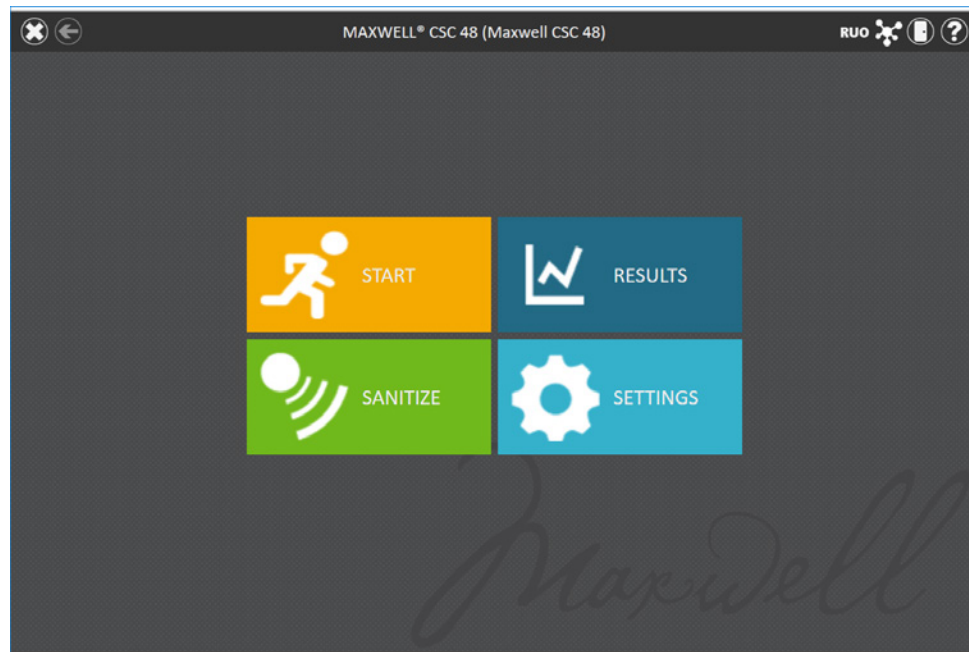 MAXWELL® CSC 48 (Maxwell CSC 48)
RUO
?
START
RESULTS
SANITIZE
SETTINGS
Maxwell